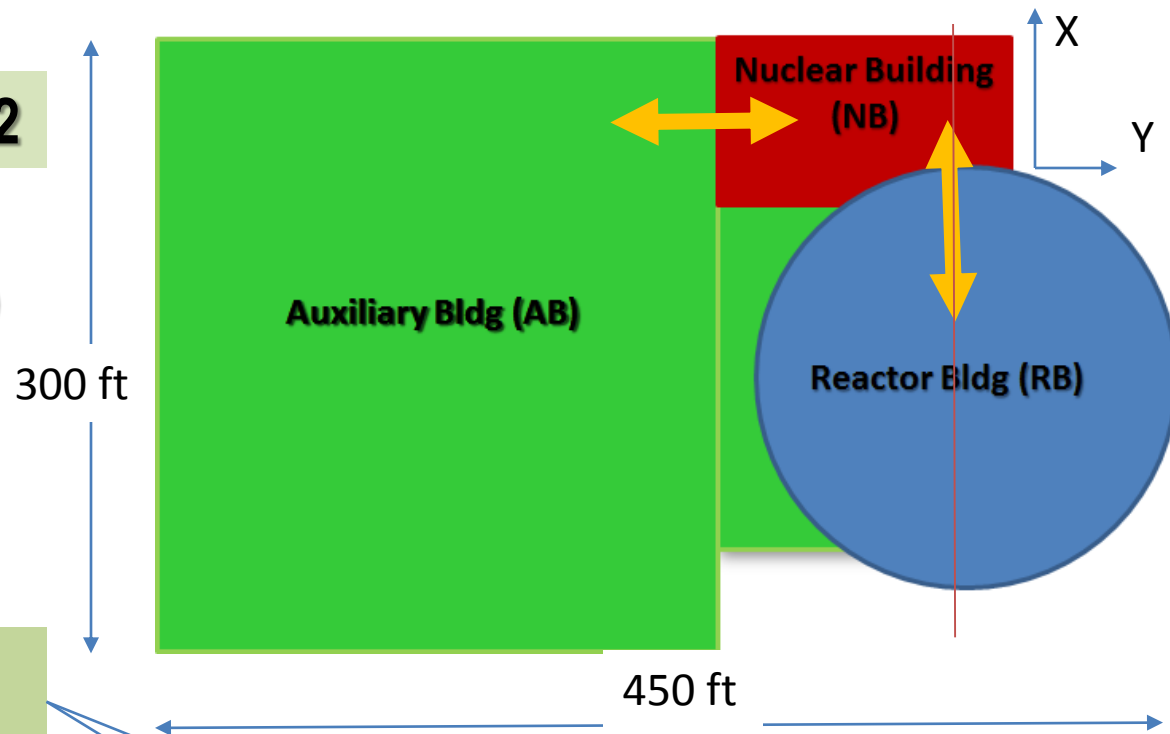 X
Nuclear Building
(NB)
2
Y
Auxiliary Bldg (AB)
)
300 ft
Reactor Bldg (RB)
450 ft